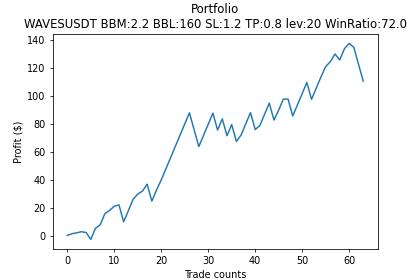 Portfolio
WAVESUSDT BBM:2.2 BBL:160 SL:1.2 TP:0.8 lev:20 WinRatio:72.0
140
120
100
80
60
40
20
0
Profit ($)
0 10 20 30 40 50 60
Trade counts